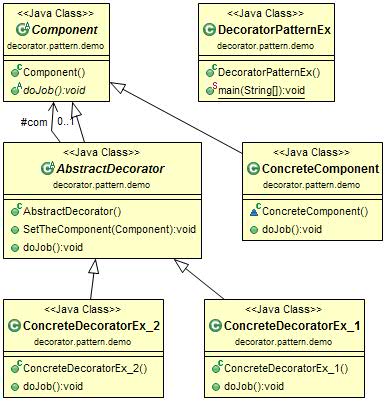 <<Java Class>>
Component
decorator.pattern.demo
Component()
doJob():void
<<Java Class>>
DecoratorPatternEx
decorator.pattern.demo
DecoratorPatternEx()
main(String[]):void
#com 0..1
<<Java Class>>
AbstractDecorator
decorator.pattern.demo
AbstractDecorator()
SetTheComponent(Component):void
doJob():void
<<Java Class>>
ConcreteComponent
decorator.pattern.demo
ConcreteComponent()
doJob():void
<<Java Class>>
ConcreteDecoratorEx_2
decorator.pattern.demo
ConcreteDecoratorEx_2()
doJob():void
<<Java Class>>
ConcreteDecoratorEx_1
decorator.pattern.demo
ConcreteDecoratorEx_1()
doJob():void